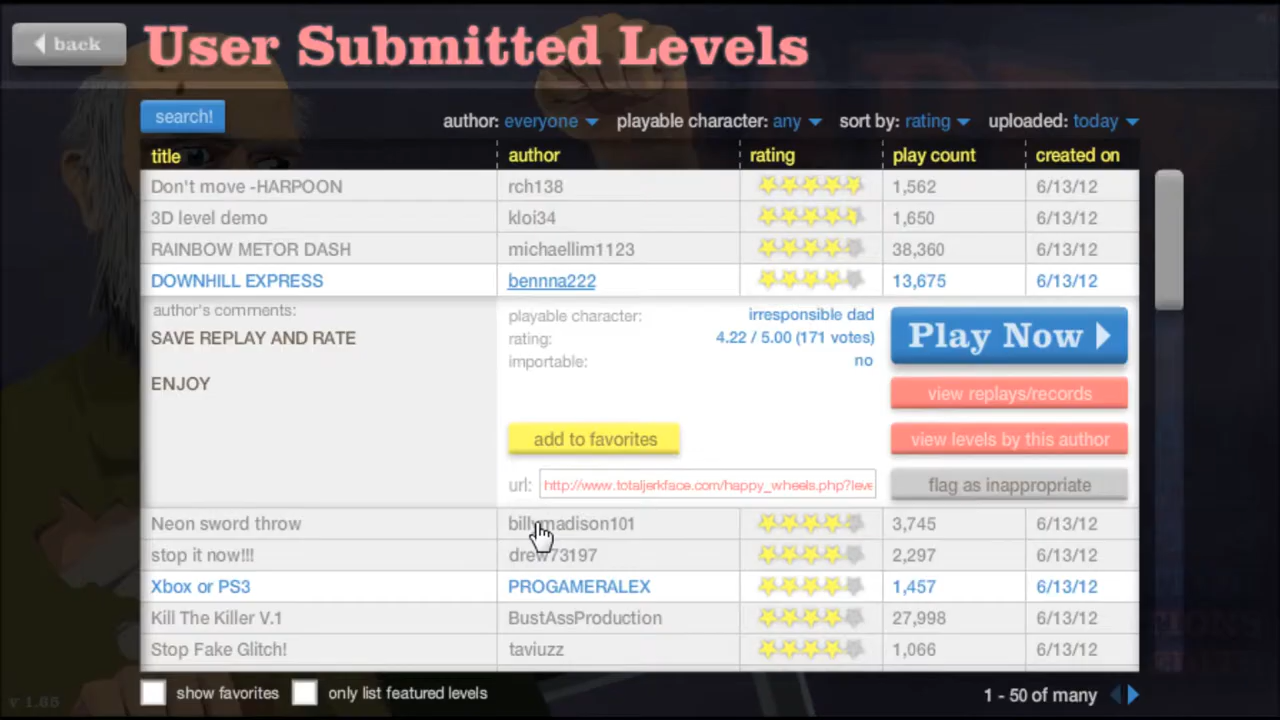 back
User Submitted Levels
search!
author: everyone playable character: any sort by: rating uploaded: today
title author rating play count created on
Don't move -HARPOON rch138 1,562 6/13/12
3D level demo kloi34 1,650 6/13/12
RAINBOW METOR DASH michaellim1123 38,360 6/13/12
DOWNHILL EXPRESS bennna222 13,675 6/13/12
author's comments:
SAVE REPLAY AND RATE
ENJOY
playable character: irresponsible dad
rating: 4.22 / 5.00 (171 votes)
importable: no
add to favorites
url: http://www.totaljerkface.com/happy_wheels.php?leve
Play Now
view replays/records
view levels by this author
flag as inappropriate
Neon sword throw billymadison101 3,745 6/13/12
stop it now!!! drew73197 2,297 6/13/12
Xbox or PS3 PROGAMERALEX 1,457 6/13/12
Kill The Killer V.1 BustAssProduction 27,998 6/13/12
Stop Fake Glitch! taviuzz 1,066 6/13/12
show favorites only list featured levels 1 - 50 of many